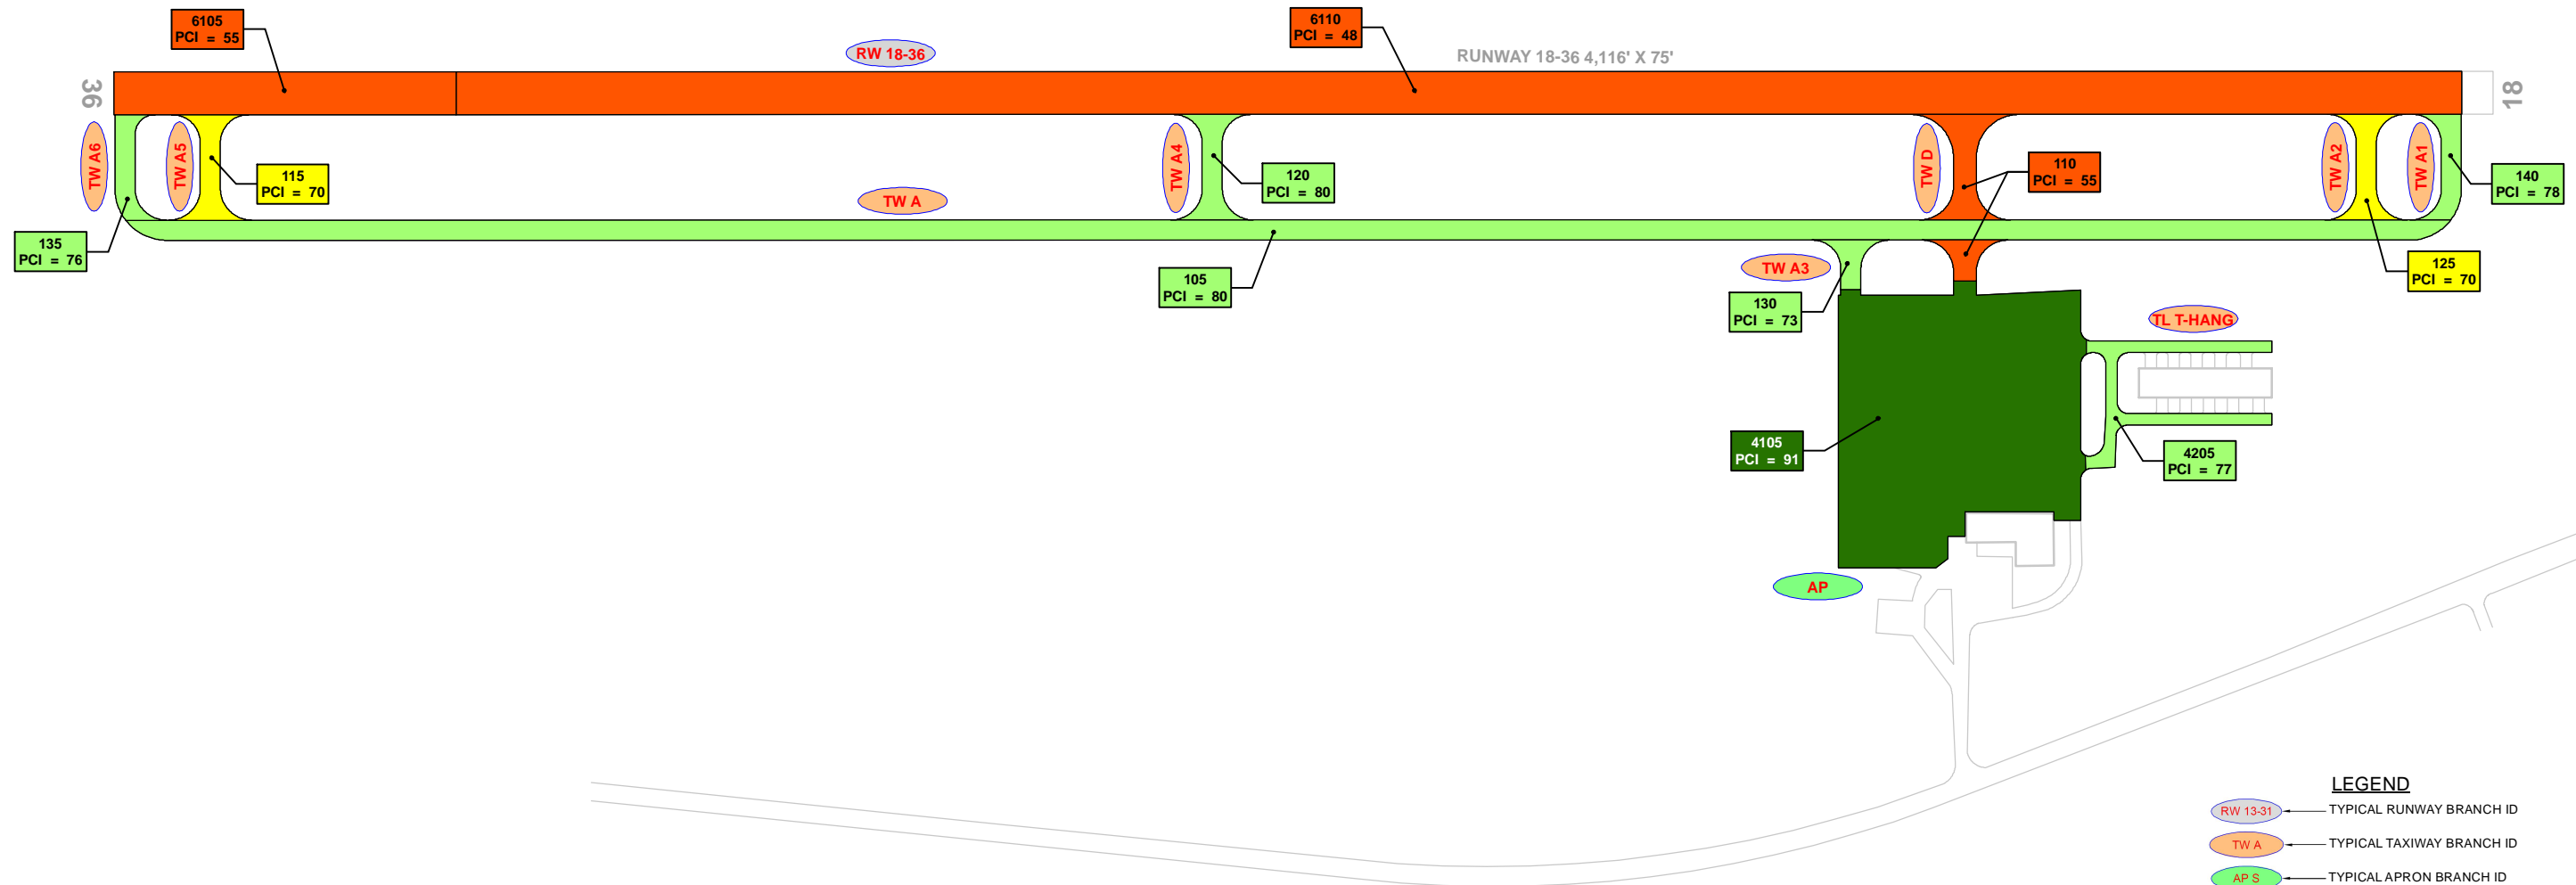 6105
PCI = 55
RW 18-36
6110
PCI = 48
RUNWAY 18-36 4,116' X 75'
36
18
TW A6
TW A5
115
PCI = 70
TW A
TW A4
120
PCI = 80
TW D
110
PCI = 55
TW A2
TW A1
140
PCI = 78
135
PCI = 76
105
PCI = 80
TW A3
130
PCI = 73
125
PCI = 70
TL T-HANG
4105
PCI = 91
4205
PCI = 77
AP
LEGEND
RW 13-31 TYPICAL RUNWAY BRANCH ID
TW A TYPICAL TAXIWAY BRANCH ID
AP S TYPICAL APRON BRANCH ID